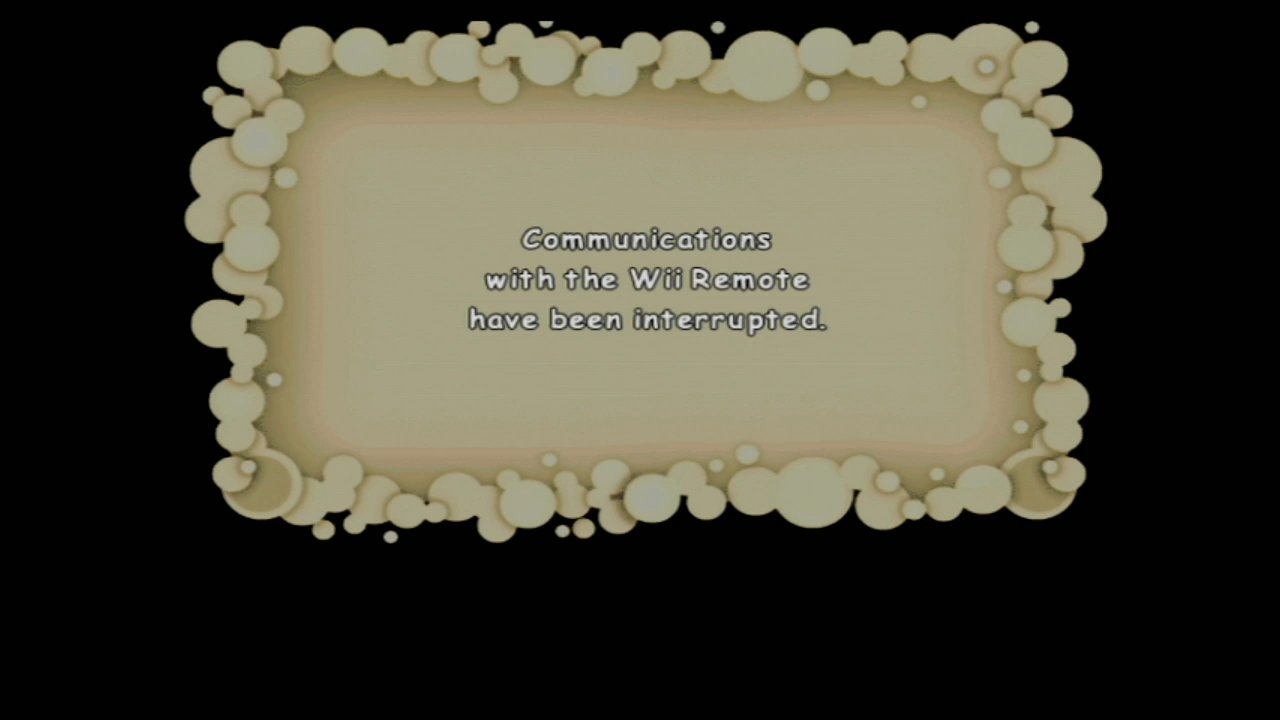 Communications
with the Wii Remote
have been interrupted.